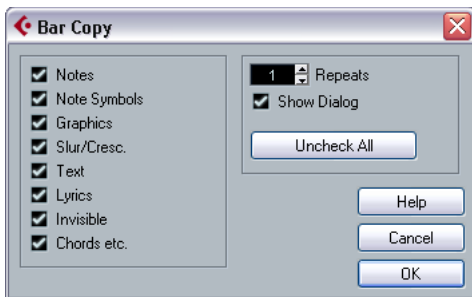 Bar Copy
Notes
Note Symbols
Graphics
Slur/Cresc.
Text
Lyrics
Invisible
Chords etc.
1 Repeats
Show Dialog
Uncheck All
Help
Cancel
OK